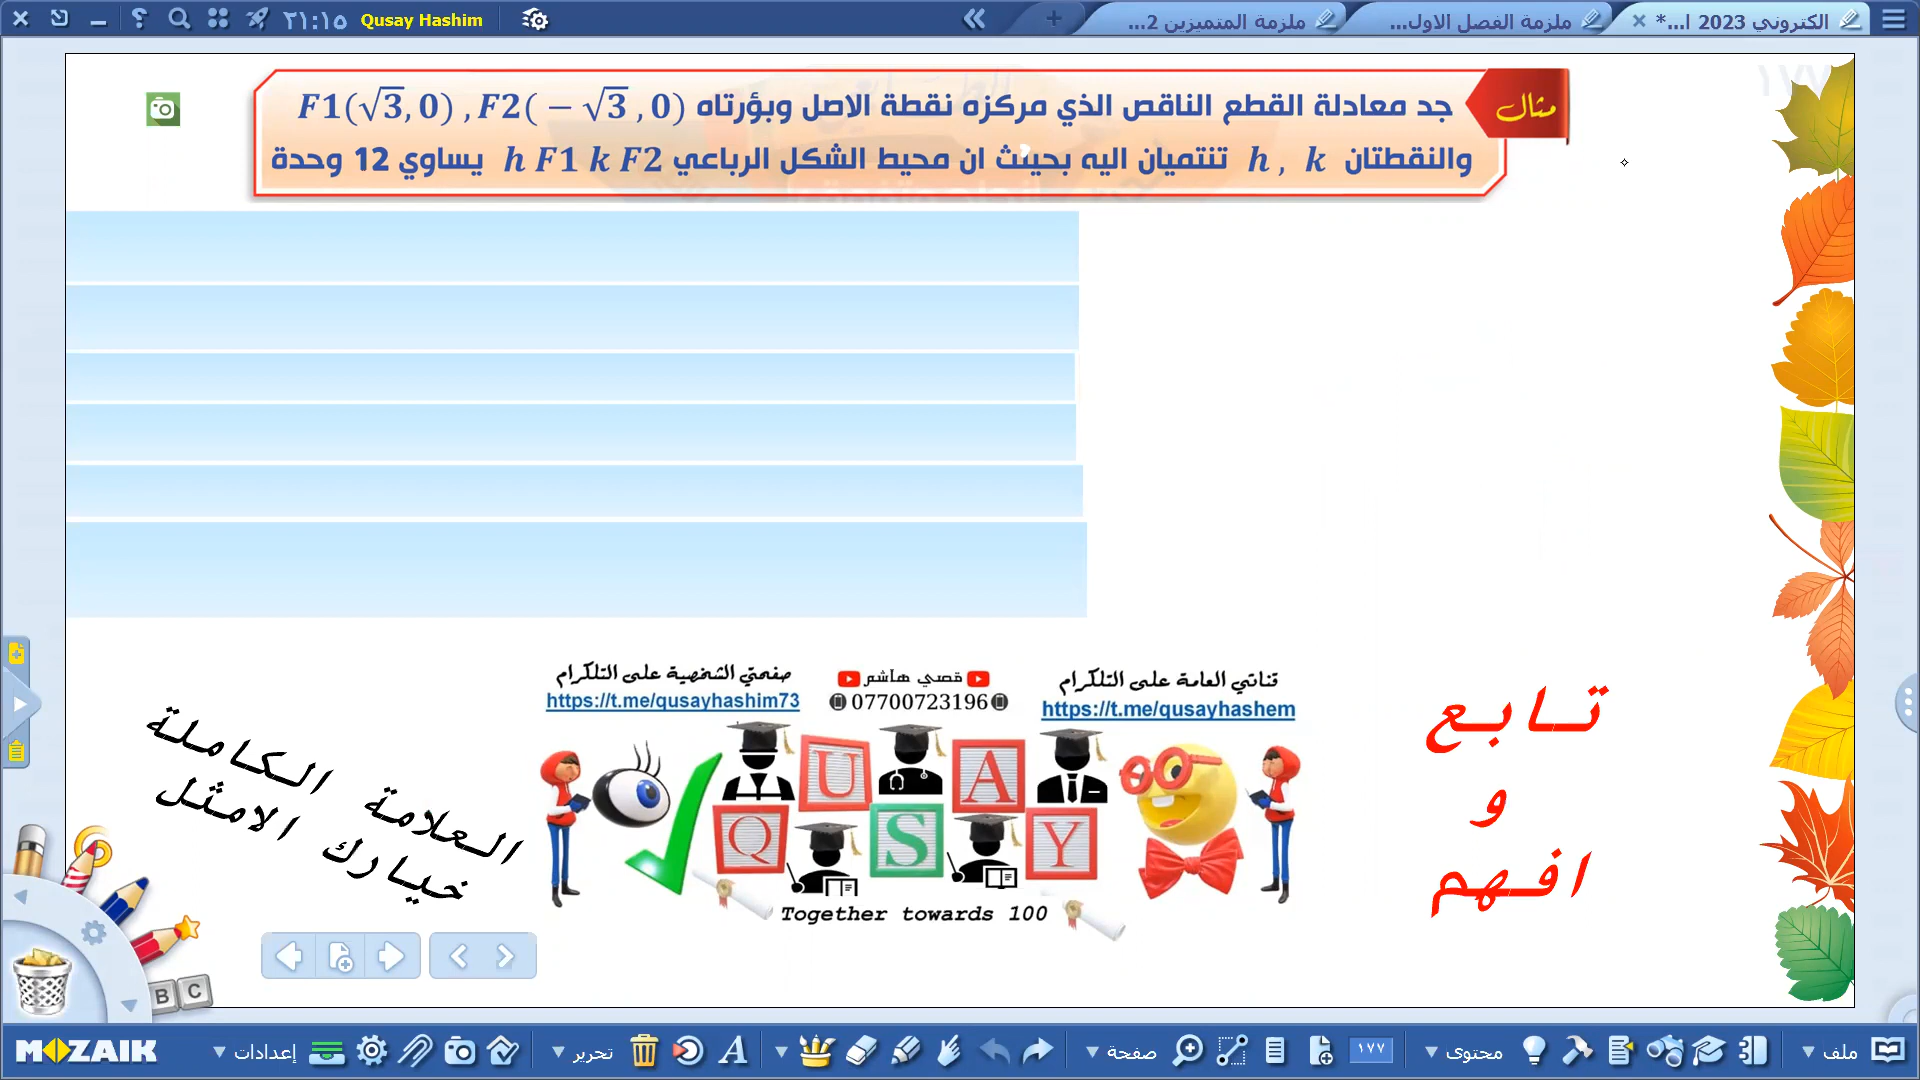 الكتروني 2023 ا...*
ملزمة الفصل الاول...
ملزمة المتميزين 2...
Qusay Hashim
٢١:١٥
مثال
جد معادلة القطع الناقص الذي مركزه نقطة الاصل وبؤرتاه F1(√3,0) ,F2(−√3 ,0)
والنقطتان h , k تنتميان اليه بحيث ان محيط الشكل الرباعي h F1 k F2 يساوي 12 وحدة
١٧٧
قناتي العامة على التلكرام
https://t.me/qusayhashem
قصي هاشم
07700723196
صفحتي الشخصية على التلكرام
https://t.me/qusayhashim73
U A
Q S Y
Together towards 100
تابع
و
افهم
العلامة الكاملة
خيارك الامثل
B C
MOZAIK
ملف
محتوى
١٧٧
صفحة
A
تحرير
إعدادات